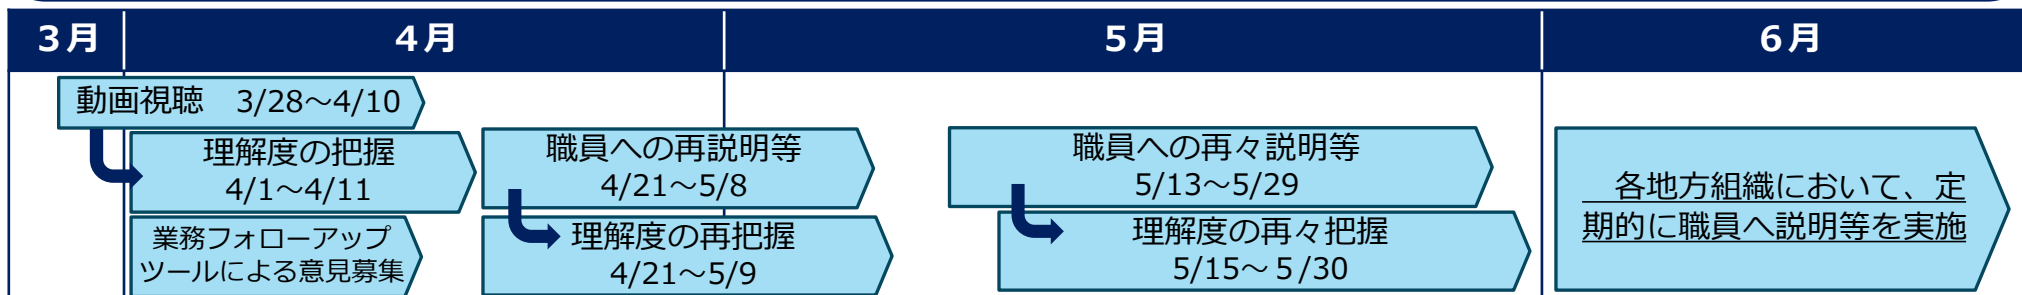 3月
4月
5月
6月
動画視聴　3/28～4/10
理解度の把握
4/1～4/11
業務フォローアップ
ツールによる意見募集
職員への再説明等
4/21～5/8
理解度の再把握
4/21～5/9
職員への再々説明等
5/13～5/29
理解度の再々把握
5/15～５/30
各地方組織において、定
期的に職員へ説明等を実施